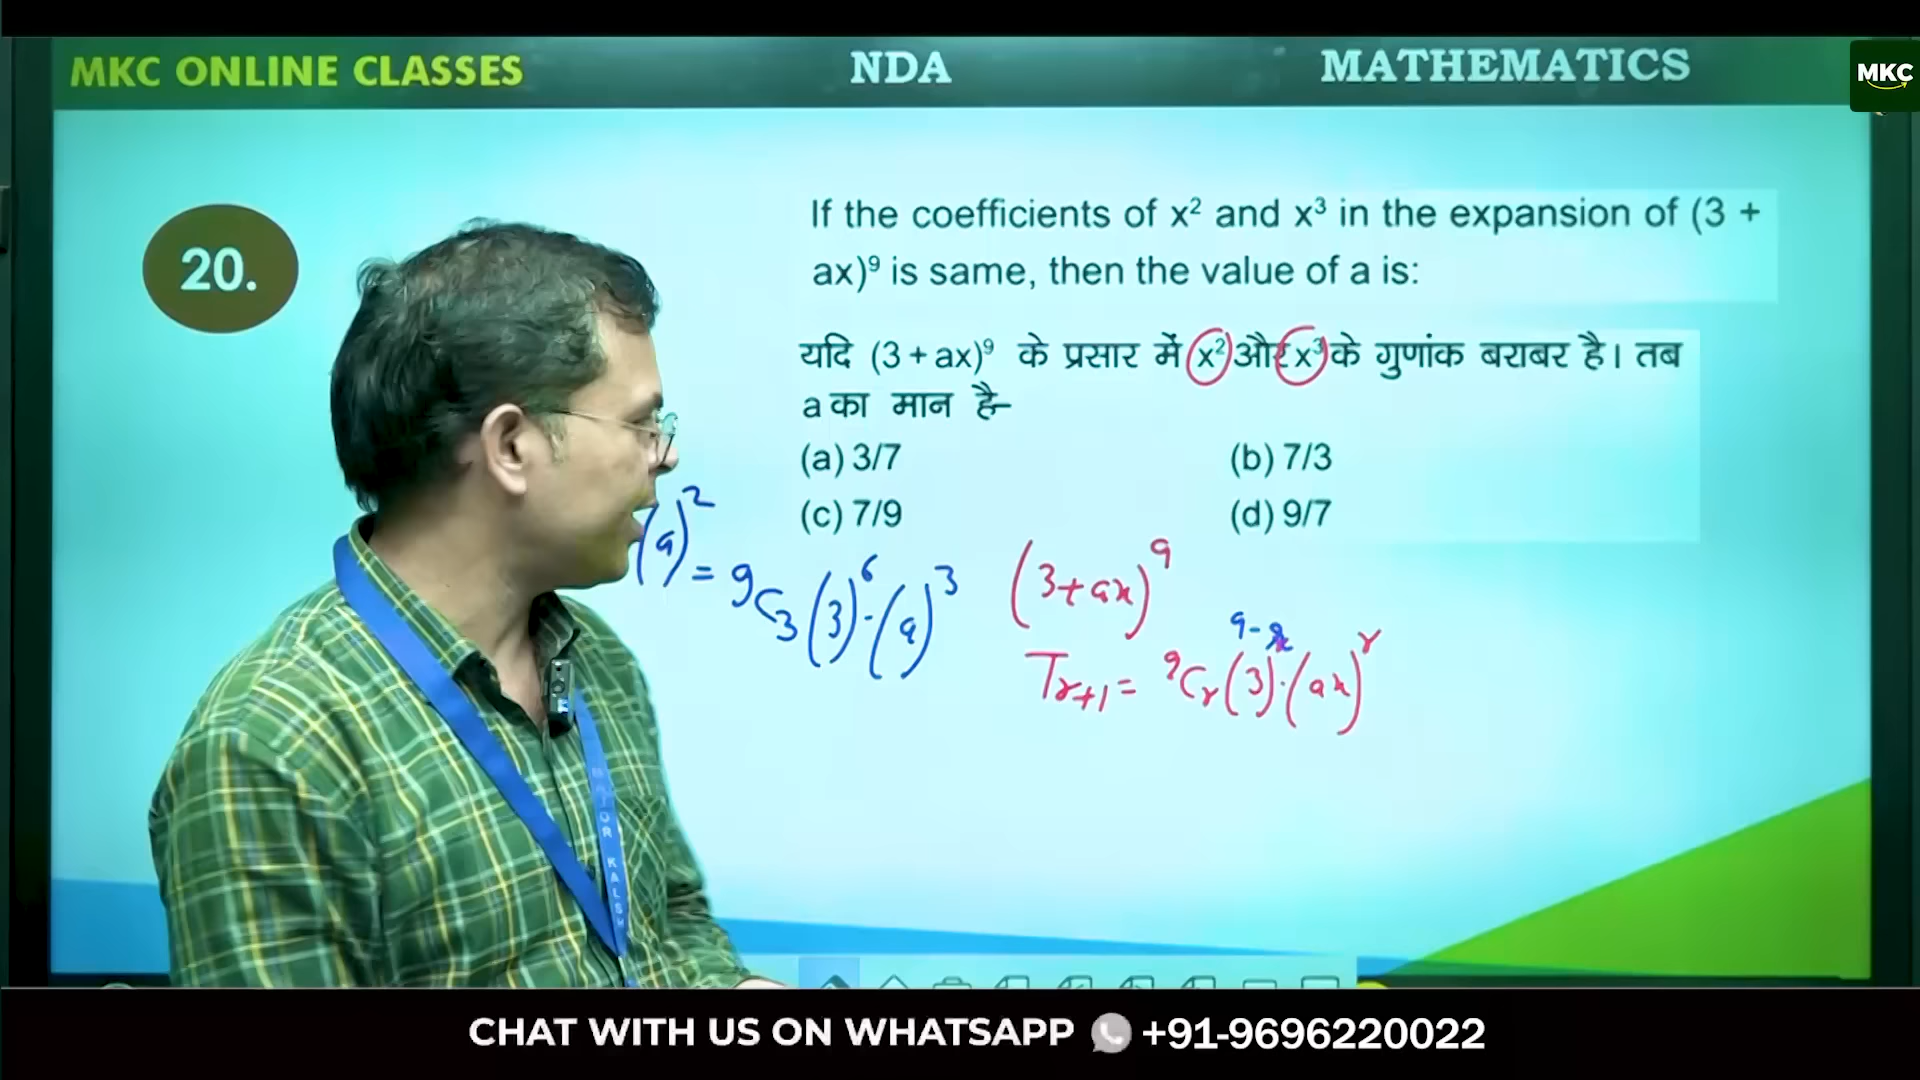 MKC ONLINE CLASSES NDA MATHEMATICS
MKC
20.
If the coefficients of x² and x³ in the expansion of (3 +
ax)⁹ is same, then the value of a is:
यदि (3 + ax)⁹ के प्रसार में x² और x³ के गुणांक बराबर है। तब
a का मान है-
(a) 3/7 (b) 7/3
(c) 7/9 (d) 9/7
(a)² = ⁹C₃(3)⁶·(a)³
(3+ax)⁹
Tᵣ₊₁ = ⁹Cᵣ(3)⁹⁻ʳ·(ax)ʳ
CHAT WITH US ON WHATSAPP +91-9696220022